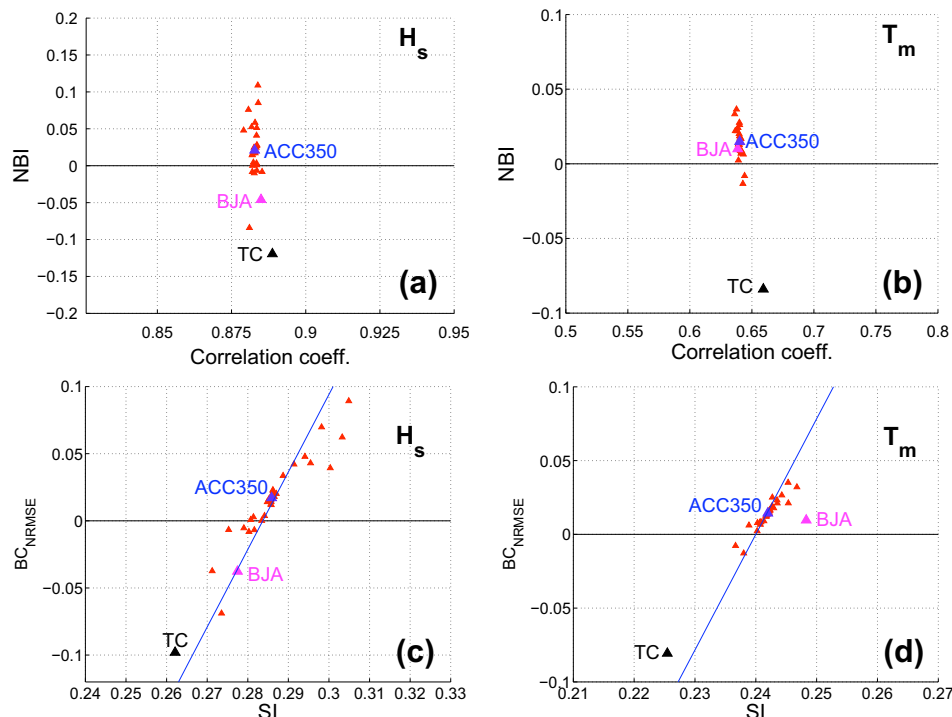 0.2
0.15
0.1
0.05
0
−0.05
−0.1
−0.15
−0.2
NBI
H_s
ACC350
BJA
TC
(a)
0.85 0.875 0.9 0.925 0.95
Correlation coeff.
0.1
0.05
0
−0.05
−0.1
NBI
T_m
ACC350
BJA
TC
(b)
0.5 0.55 0.6 0.65 0.7 0.75 0.8
Correlation coeff.
0.1
0.05
0
−0.05
−0.1
BC_NRMSE
H_s
ACC350
BJA
TC
(c)
0.24 0.25 0.26 0.27 0.28 0.29 0.3 0.31 0.32 0.33
SI
0.1
0.05
0
−0.05
−0.1
BC_NRMSE
T_m
ACC350
BJA
TC
(d)
0.21 0.22 0.23 0.24 0.25 0.26 0.27
SI